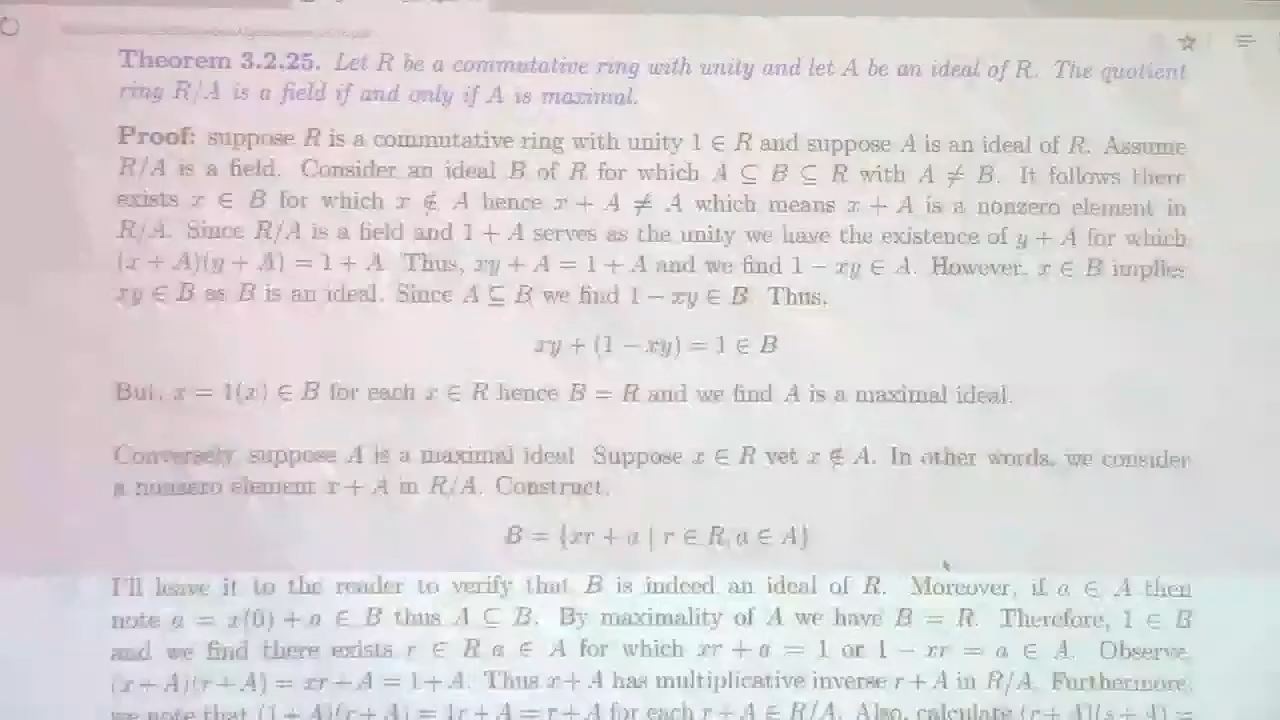 Theorem 3.2.25. Let R be a commutative ring with unity and let A be an ideal of R. The quotient
ring R/A is a field if and only if A is maximal.
Proof: suppose R is a commutative ring with unity 1 ∈ R and suppose A is an ideal of R. Assume
R/A is a field. Consider an ideal B of R for which A ⊆ B ⊆ R with A ≠ B. It follows there
exists x ∈ B for which x ∉ A hence x + A ≠ A which means x + A is a nonzero element in
R/A. Since R/A is a field and 1 + A serves as the unity we have the existence of y + A for which
(x + A)(y + A) = 1 + A. Thus, xy + A = 1 + A and we find 1 − xy ∈ A. However, x ∈ B implies
xy ∈ B as B is an ideal. Since A ⊆ B we find 1 − xy ∈ B. Thus,
xy + (1 − xy) = 1 ∈ B
But, x = 1(x) ∈ B for each x ∈ R hence B = R and we find A is a maximal ideal.
Conversely suppose A is a maximal ideal. Suppose x ∈ R yet x ∉ A. In other words, we consider
a nonzero element x + A in R/A. Construct,
B = {xr + a | r ∈ R, a ∈ A}
I'll leave it to the reader to verify that B is indeed an ideal of R. Moreover, if a ∈ A then
note a = x(0) + a ∈ B thus A ⊆ B. By maximality of A we have B = R. Therefore, 1 ∈ B
and we find there exists r ∈ R, a ∈ A for which xr + a = 1 or 1 − xr = a ∈ A. Observe,
(x + A)(r + A) = xr + A = 1 + A. Thus x + A has multiplicative inverse r + A in R/A. Furthermore,
we note that (1 + A)(r + A) = 1r + A = r + A for each r + A ∈ R/A. Also, calculate (r + A)(s + A) =